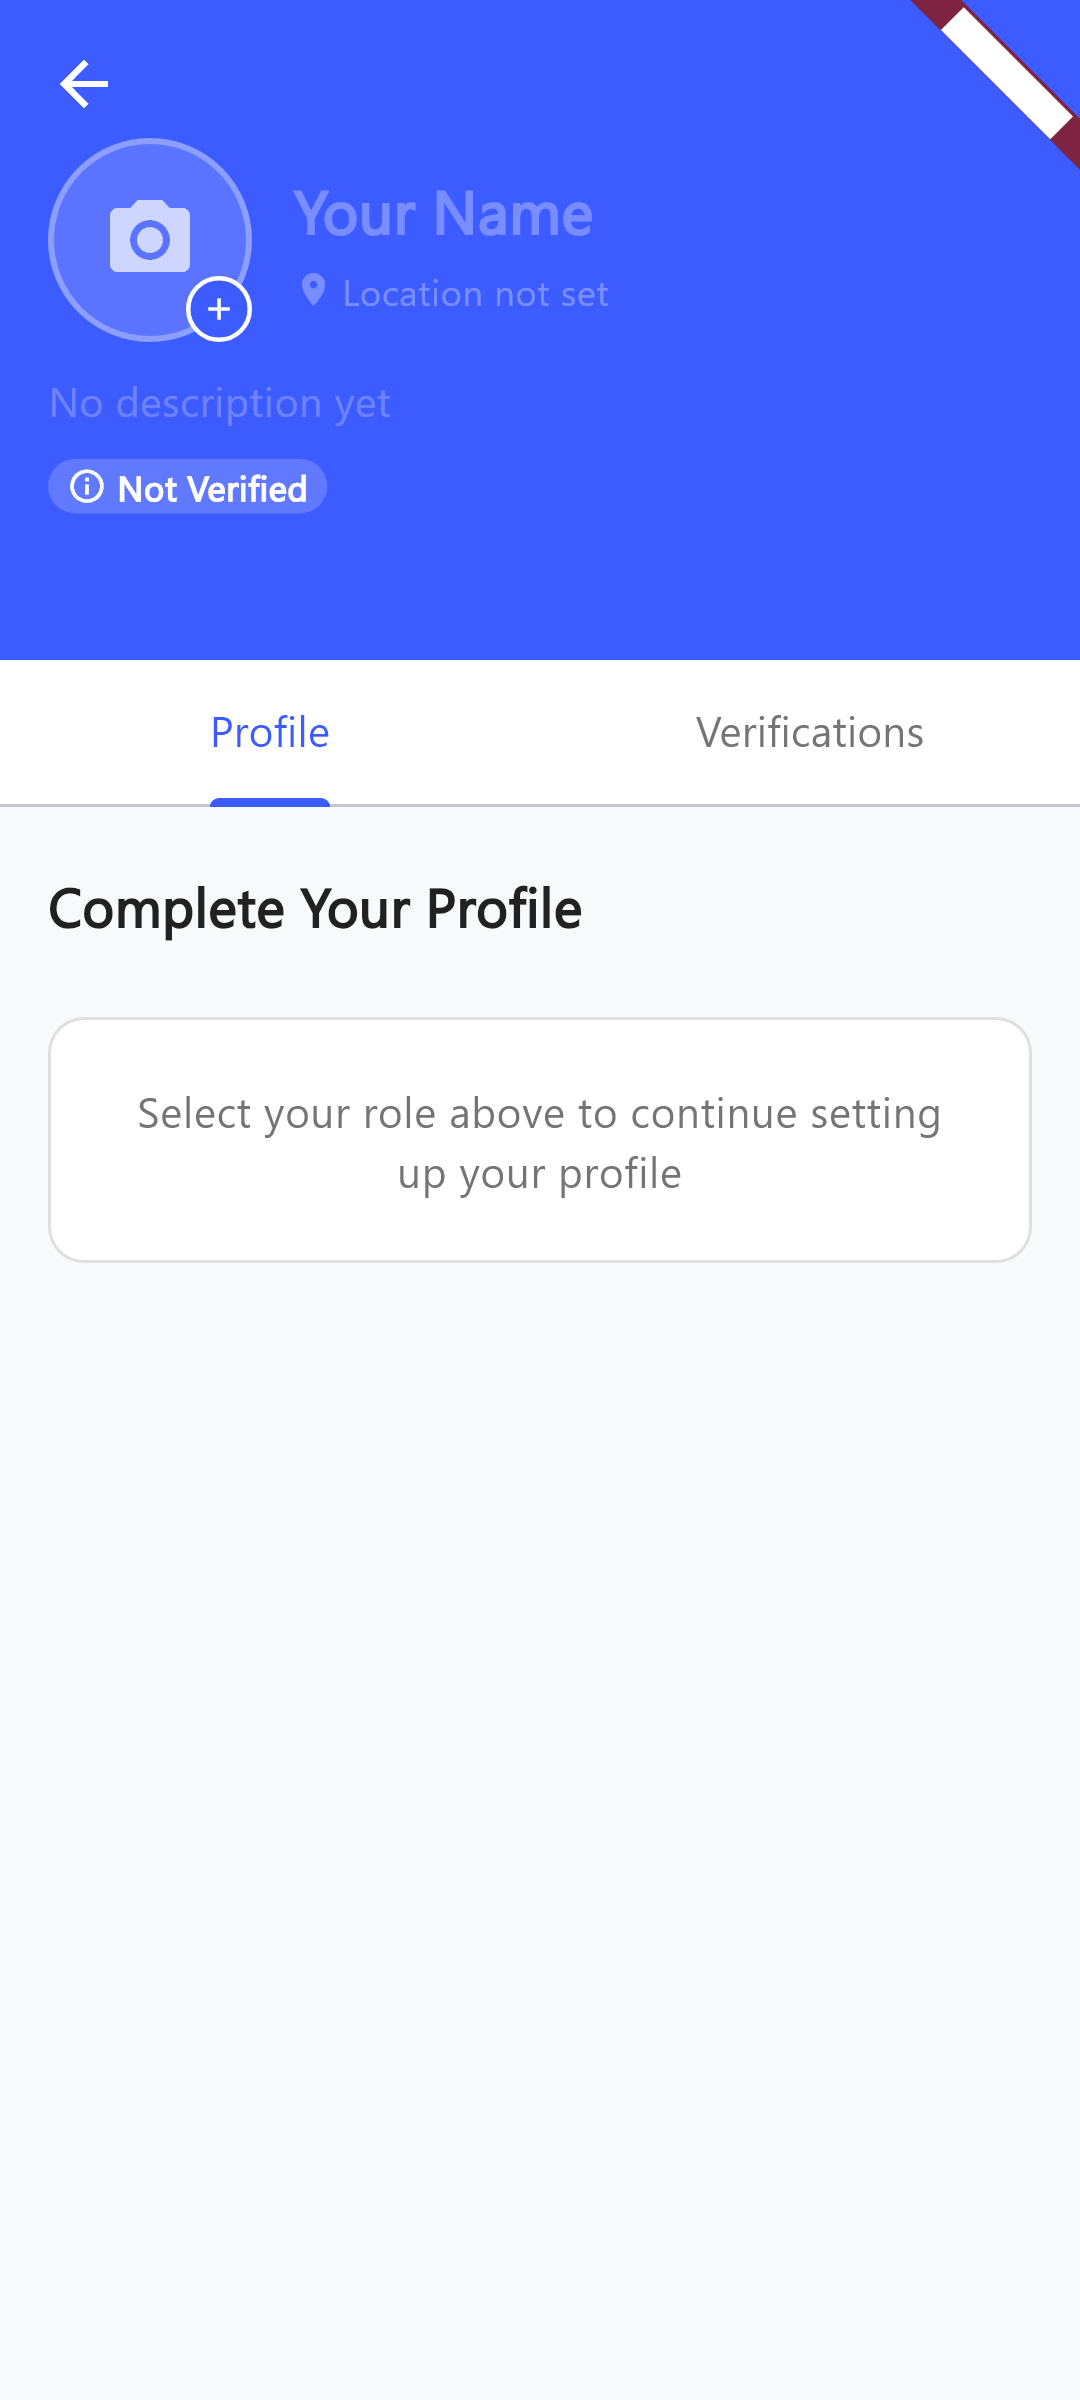 Your Name
Location not set
No description yet
Not Verified
Profile
Verifications
Complete Your Profile
Select your role above to continue setting
up your profile